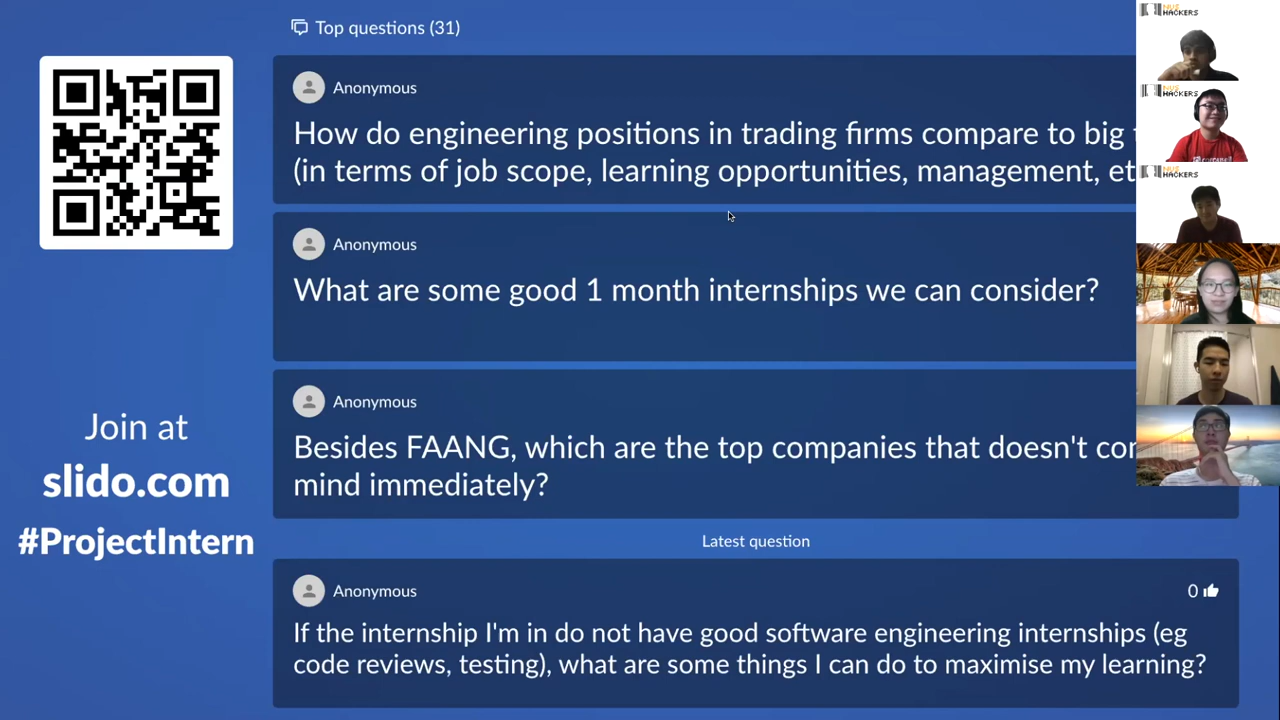 Top questions (31)
Anonymous
How do engineering positions in trading firms compare to big
(in terms of job scope, learning opportunities, management,
Anonymous
What are some good 1 month internships we can consider?
Anonymous
Besides FAANG, which are the top companies that doesn't
mind immediately?
Latest question
Anonymous
0
If the internship I'm in do not have good software engineering internships (eg
code reviews, testing), what are some things I can do to maximise my learning?
Join at
slido.com
#ProjectIntern
NUS
HACKERS
HACKERS
HACKERS